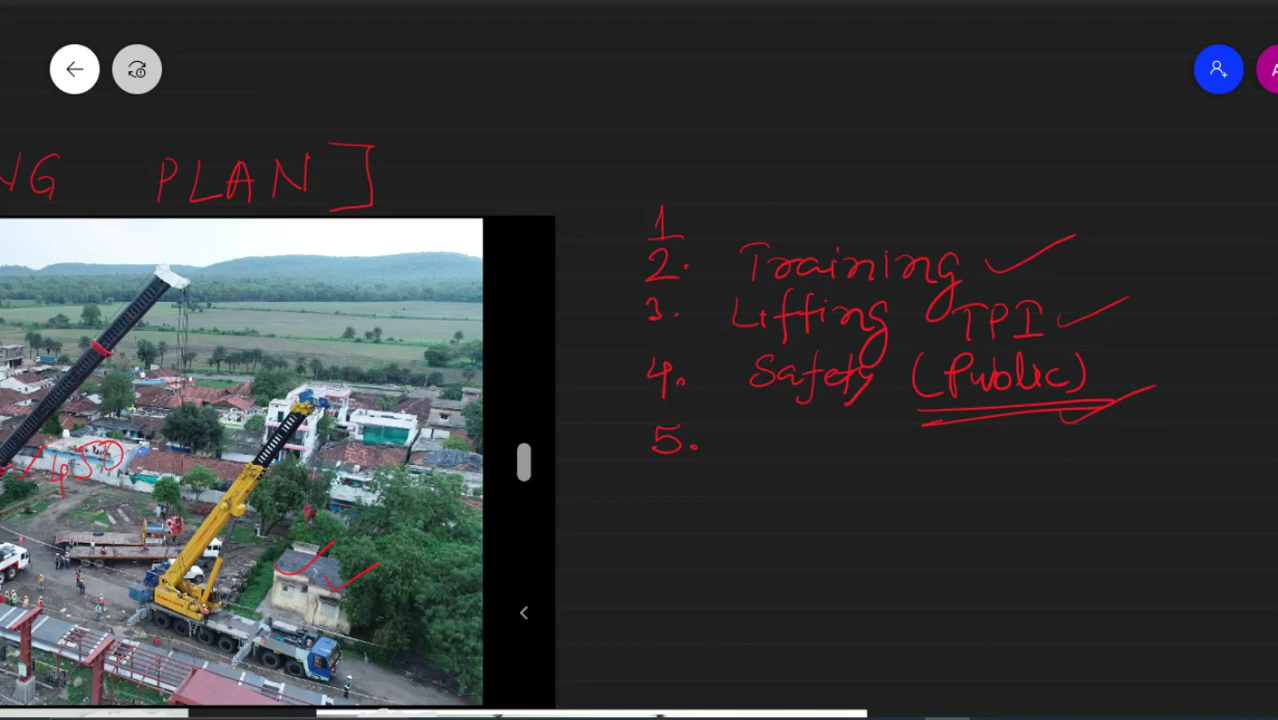 NG PLAN]
1
2. Training
3. Lifting TPI
4. Safety (Public)
5.
A